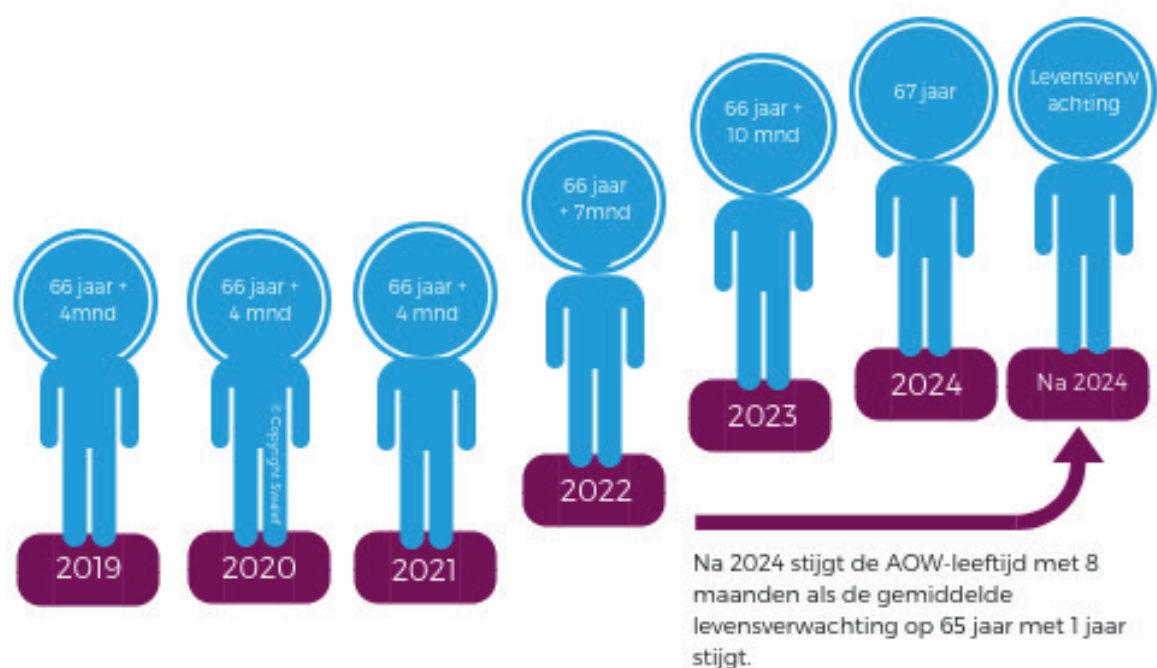 66 jaar +
4mnd
2019
66 jaar +
4 mnd
© Copyright Swaef
2020
66 jaar +
4 mnd
2021
66 jaar
+ 7mnd
2022
66 jaar +
10 mnd
2023
67 jaar
2024
Levensverw
achting
Na 2024
Na 2024 stijgt de AOW-leeftijd met 8
maanden als de gemiddelde
levensverwachting op 65 jaar met 1 jaar
stijgt.